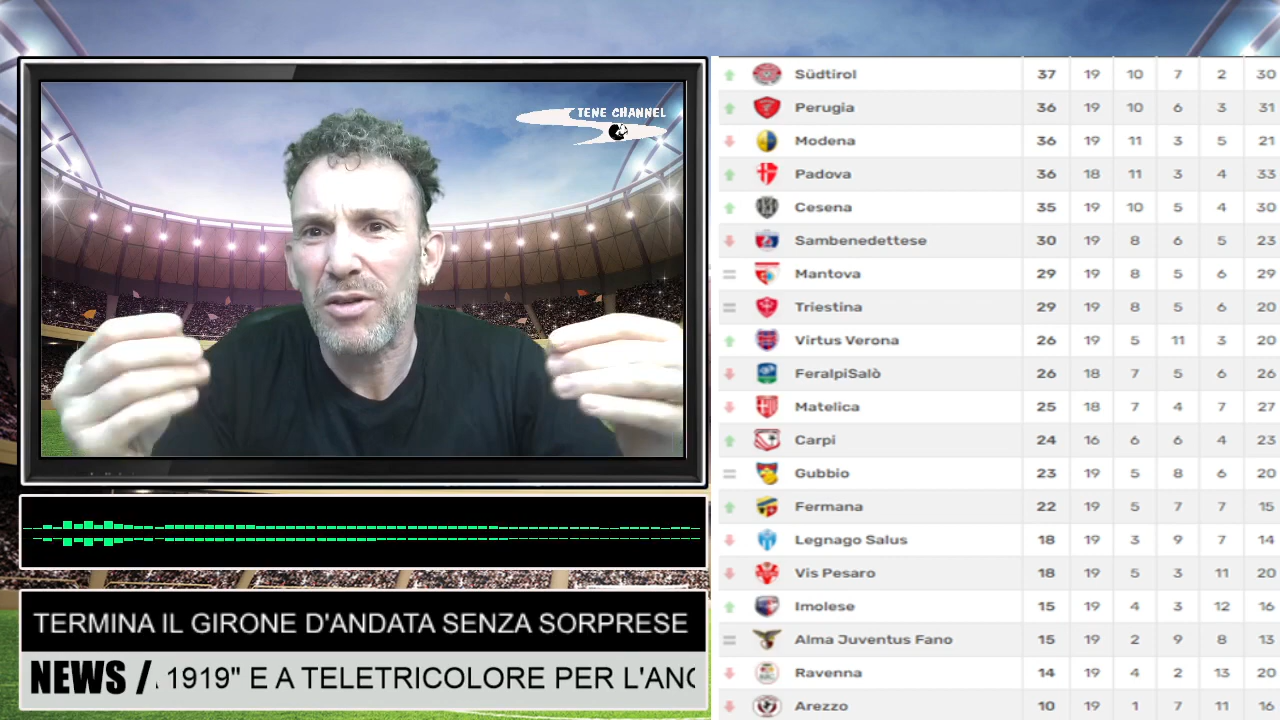 TENE CHANNEL
TERMINA IL GIRONE D'ANDATA SENZA SORPRESE
NEWS / 1919" E A TELETRICOLORE PER L'ANC
Südtirol 37 19 10 7 2 30
Perugia 36 19 10 6 3 31
Modena 36 19 11 3 5 21
Padova 36 18 11 3 4 33
Cesena 35 19 10 5 4 30
Sambenedettese 30 19 8 6 5 23
Mantova 29 19 8 5 6 29
Triestina 29 19 8 5 6 20
Virtus Verona 26 19 5 11 3 20
FeralpiSalò 26 18 7 5 6 26
Matelica 25 18 7 4 7 27
Carpi 24 16 6 6 4 23
Gubbio 23 19 5 8 6 20
Fermana 22 19 5 7 7 15
Legnago Salus 18 19 3 9 7 14
Vis Pesaro 18 19 5 3 11 20
Imolese 15 19 4 3 12 16
Alma Juventus Fano 15 19 2 9 8 13
Ravenna 14 19 4 2 13 20
Arezzo 10 19 1 7 11 16